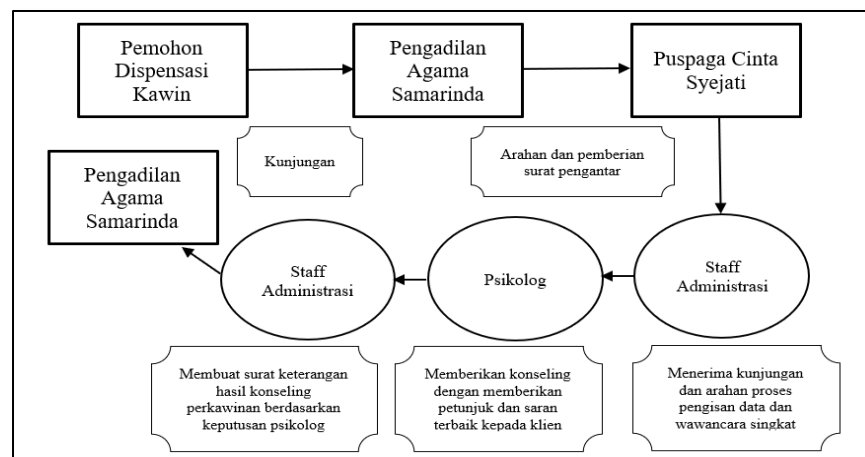 Pemohon
Dispensasi
Kawin
Pengadilan
Agama
Samarinda
Puspaga Cinta
Syejati
Kunjungan
Arahan dan pemberian
surat pengantar
Pengadilan
Agama
Samarinda
Staff
Administrasi
Psikolog
Staff
Administrasi
Membuat surat keterangan
hasil konseling
perkawinan berdasarkan
keputusan psikolog
Memberikan konseling
dengan memberikan
petunjuk dan saran
terbaik kepada klien
Menerima kunjungan
dan arahan proses
pengisan data dan
wawancara singkat